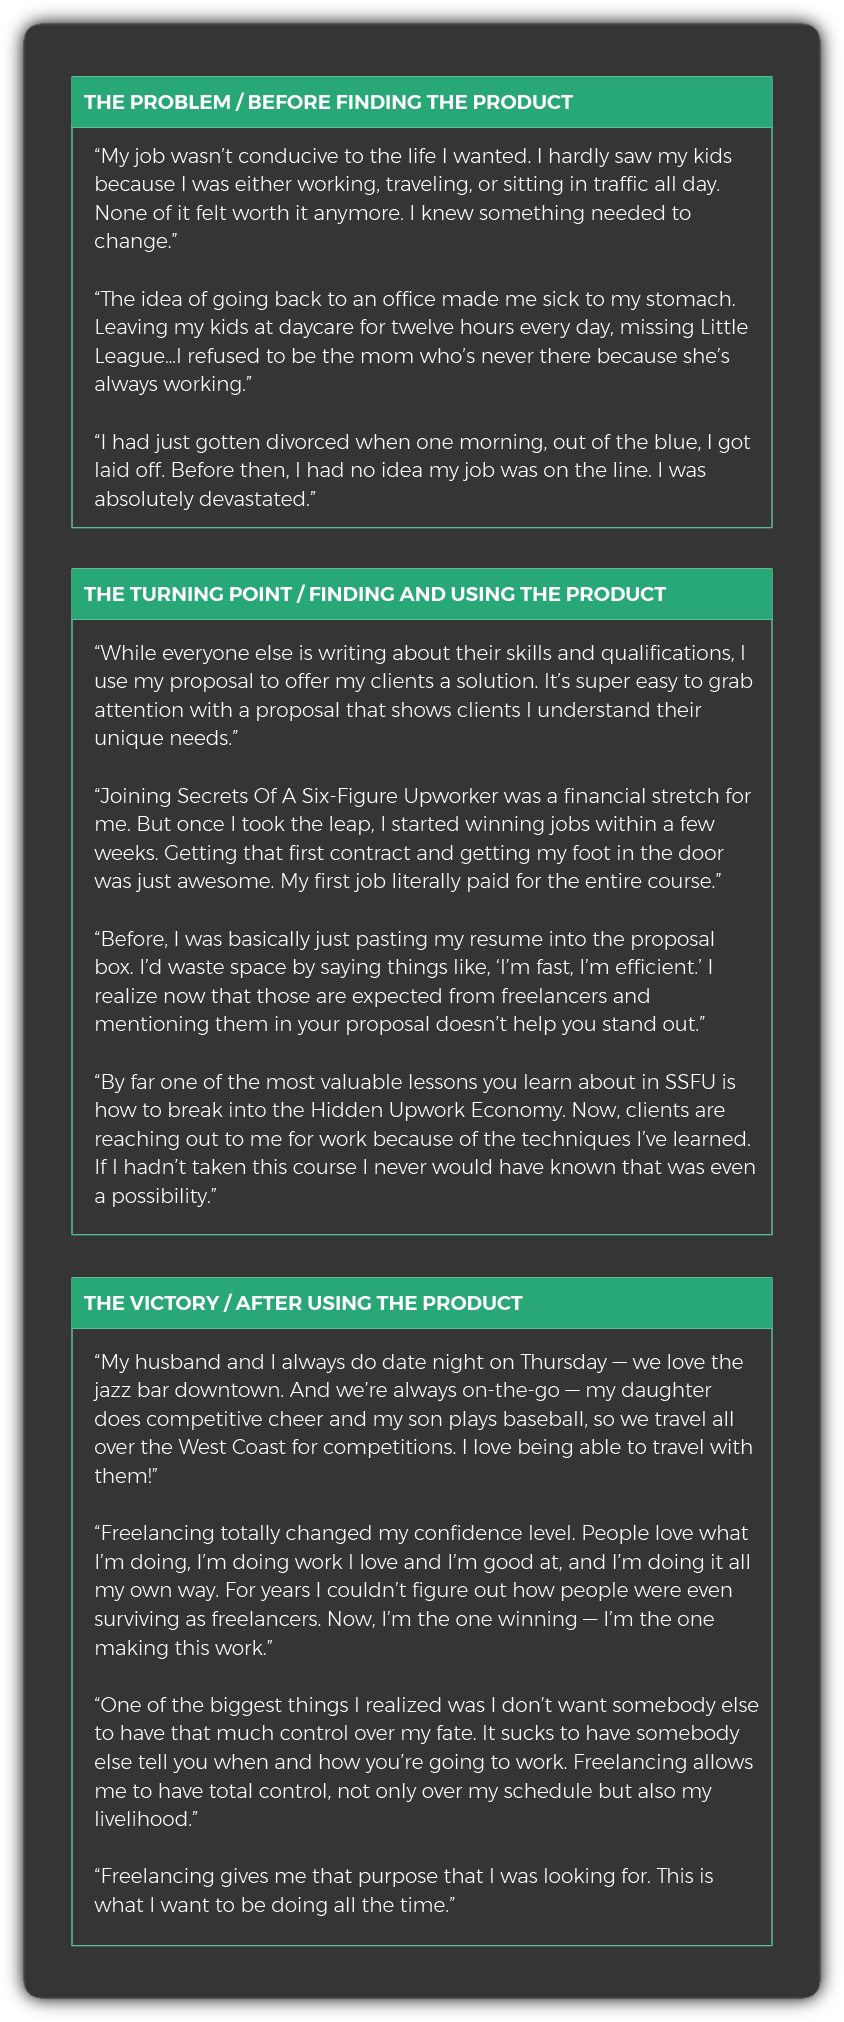 THE PROBLEM / BEFORE FINDING THE PRODUCT
“My job wasn’t conducive to the life I wanted. I hardly saw my kids
because I was either working, traveling, or sitting in traffic all day.
None of it felt worth it anymore. I knew something needed to
change.”
“The idea of going back to an office made me sick to my stomach.
Leaving my kids at daycare for twelve hours every day, missing Little
League...I refused to be the mom who’s never there because she’s
always working.”
“I had just gotten divorced when one morning, out of the blue, I got
laid off. Before then, I had no idea my job was on the line. I was
absolutely devastated.”
THE TURNING POINT / FINDING AND USING THE PRODUCT
“While everyone else is writing about their skills and qualifications, I
use my proposal to offer my clients a solution. It’s super easy to grab
attention with a proposal that shows clients I understand their
unique needs.”
“Joining Secrets Of A Six-Figure Upworker was a financial stretch for
me. But once I took the leap, I started winning jobs within a few
weeks. Getting that first contract and getting my foot in the door
was just awesome. My first job literally paid for the entire course.”
“Before, I was basically just pasting my resume into the proposal
box. I’d waste space by saying things like, ‘I’m fast, I’m efficient.’ I
realize now that those are expected from freelancers and
mentioning them in your proposal doesn’t help you stand out.”
“By far one of the most valuable lessons you learn about in SSFU is
how to break into the Hidden Upwork Economy. Now, clients are
reaching out to me for work because of the techniques I’ve learned.
If I hadn’t taken this course I never would have known that was even
a possibility.”
THE VICTORY / AFTER USING THE PRODUCT
“My husband and I always do date night on Thursday — we love the
jazz bar downtown. And we’re always on-the-go — my daughter
does competitive cheer and my son plays baseball, so we travel all
over the West Coast for competitions. I love being able to travel with
them!”
“Freelancing totally changed my confidence level. People love what
I’m doing, I’m doing work I love and I’m good at, and I’m doing it all
my own way. For years I couldn’t figure out how people were even
surviving as freelancers. Now, I’m the one winning — I’m the one
making this work.”
“One of the biggest things I realized was I don’t want somebody else
to have that much control over my fate. It sucks to have somebody
else tell you when and how you’re going to work. Freelancing allows
me to have total control, not only over my schedule but also my
livelihood.”
“Freelancing gives me that purpose that I was looking for. This is
what I want to be doing all the time.”